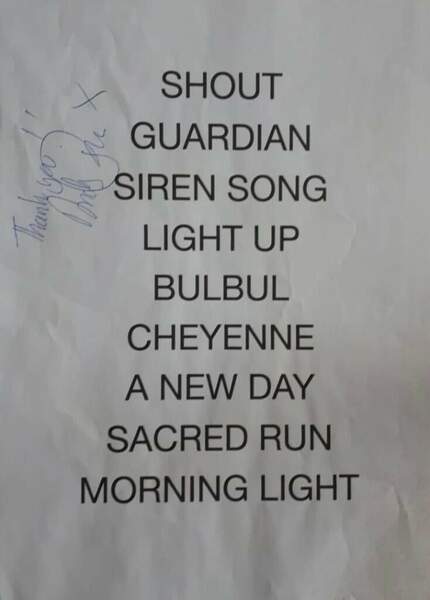 SHOUT
GUARDIAN
SIREN SONG
LIGHT UP
BULBUL
CHEYENNE
A NEW DAY
SACRED RUN
MORNING LIGHT
Thank you!
X